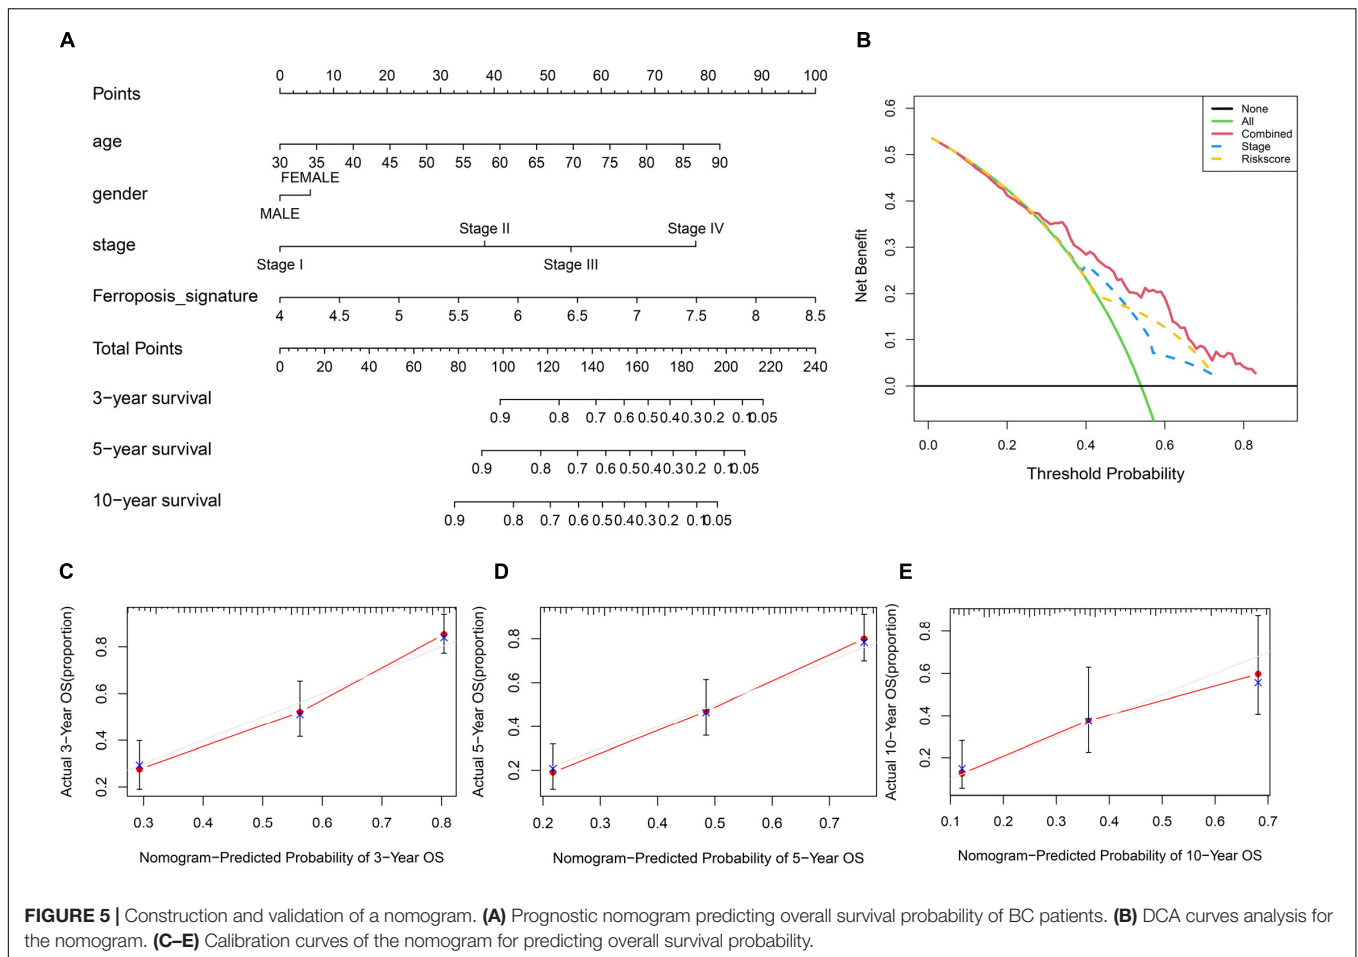 A
Points
0 10 20 30 40 50 60 70 80 90 100
age
30 35 40 45 50 55 60 65 70 75 80 85 90
gender
FEMALE
MALE
stage
Stage II Stage IV
Stage I Stage III
Ferroposis_signature
4 4.5 5 5.5 6 6.5 7 7.5 8 8.5
Total Points
0 20 40 60 80 100 120 140 160 180 200 220 240
3−year survival
0.9 0.8 0.7 0.6 0.5 0.4 0.3 0.2 0.1 0.05
5−year survival
0.9 0.8 0.7 0.6 0.5 0.4 0.3 0.2 0.1 0.05
10−year survival
0.9 0.8 0.7 0.6 0.5 0.4 0.3 0.2 0.1 0.05
B
None
All
Combined
Stage
Riskscore
Net Benefit
0.6
0.5
0.4
0.3
0.2
0.1
0.0
0.0 0.2 0.4 0.6 0.8
Threshold Probability
C
Actual 3−Year OS(proportion)
0.8
0.6
0.4
0.2
0.3 0.4 0.5 0.6 0.7 0.8
Nomogram−Predicted Probability of 3−Year OS
D
Actual 5−Year OS(proportion)
0.8
0.6
0.4
0.2
0.2 0.3 0.4 0.5 0.6 0.7
Nomogram−Predicted Probability of 5−Year OS
E
Actual 10−Year OS(proportion)
0.8
0.6
0.4
0.2
0.1 0.2 0.3 0.4 0.5 0.6 0.7
Nomogram−Predicted Probability of 10−Year OS
FIGURE 5 | Construction and validation of a nomogram. (A) Prognostic nomogram predicting overall survival probability of BC patients. (B) DCA curves analysis for
the nomogram. (C–E) Calibration curves of the nomogram for predicting overall survival probability.